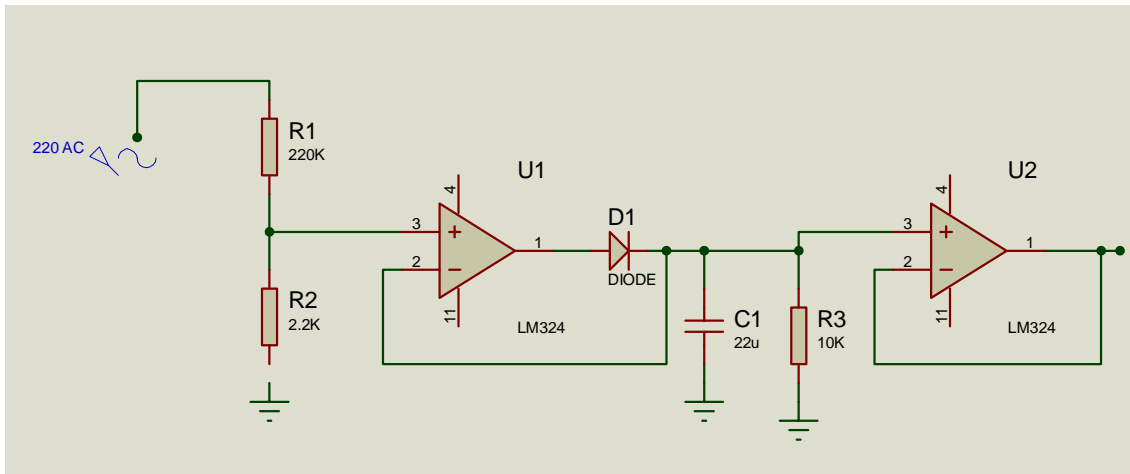 220 AC
R1
220K
R2
2.2K
U1
4
3
+
1
2
−
11
LM324
D1
DIODE
C1
22u
R3
10K
U2
4
3
+
1
2
−
11
LM324